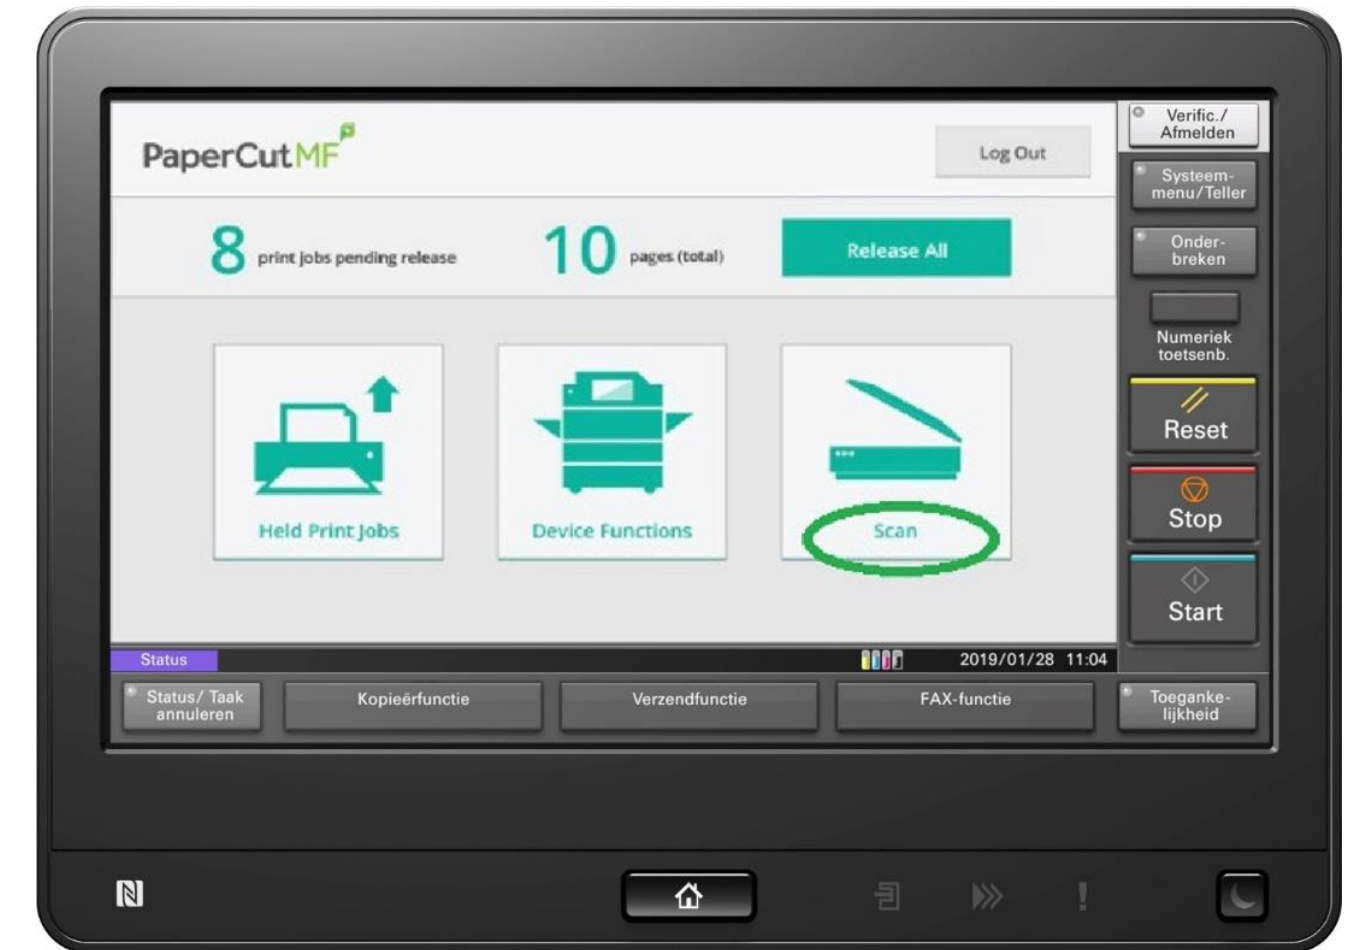 PaperCutMF
Log Out
8 print jobs pending release
10 pages (total)
Release All
Held Print Jobs
Device Functions
Scan
Status
2019/01/28 11:04
Status/ Taak
annuleren
Kopieërfunctie
Verzendfunctie
FAX-functie
Toeganke-
lijkheid
Verific./
Afmelden
Systeem-
menu/Teller
Onder-
breken
Numeriek
toetsenb.
Reset
Stop
Start